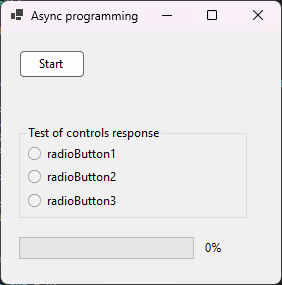 Async programming
Start
Test of controls response
radioButton1
radioButton2
radioButton3
0%